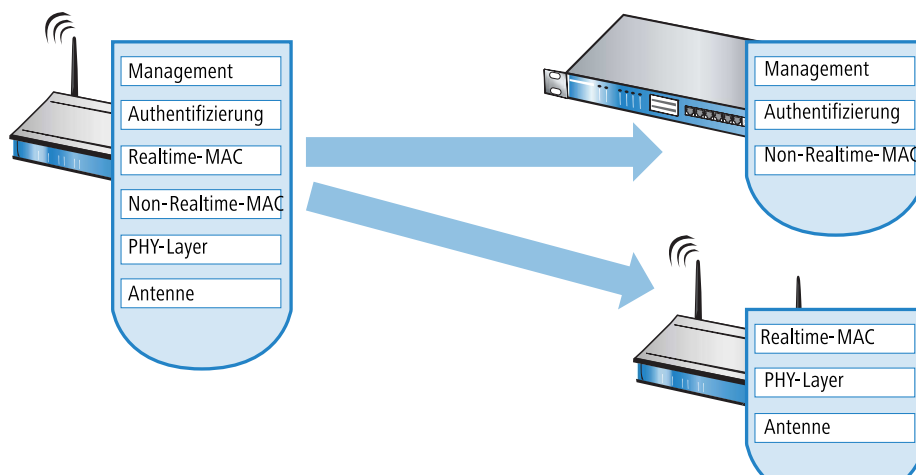 Management
Authentifizierung
Realtime-MAC
Non-Realtime-MAC
PHY-Layer
Antenne
Management
Authentifizierung
Non-Realtime-MAC
Realtime-MAC
PHY-Layer
Antenne